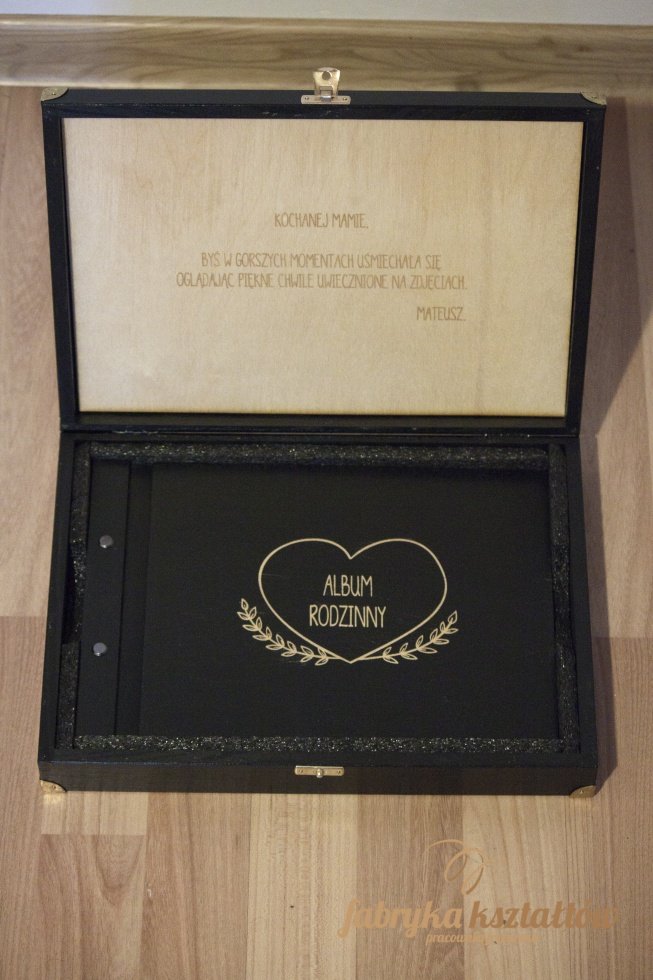 KOCHANEJ MAMIE,
BYŚ W GORSZYCH MOMENTACH UŚMIECHAŁA SIĘ
OGLĄDAJĄC PIĘKNE CHWILE UWIECZNIONE NA ZDJĘCIACH.
MATEUSZ.
ALBUM
RODZINNY
fabryka kształtów